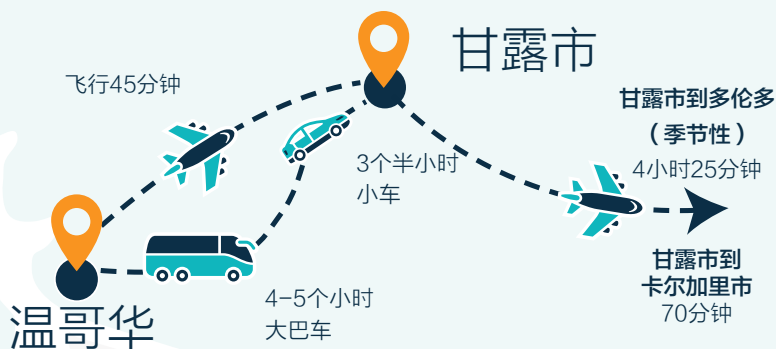 甘露市
飞行45分钟
甘露市到多伦多
（季节性）
4小时25分钟
3个半小时
小车
甘露市到
卡尔加里市
70分钟
4-5个小时
大巴车
温哥华